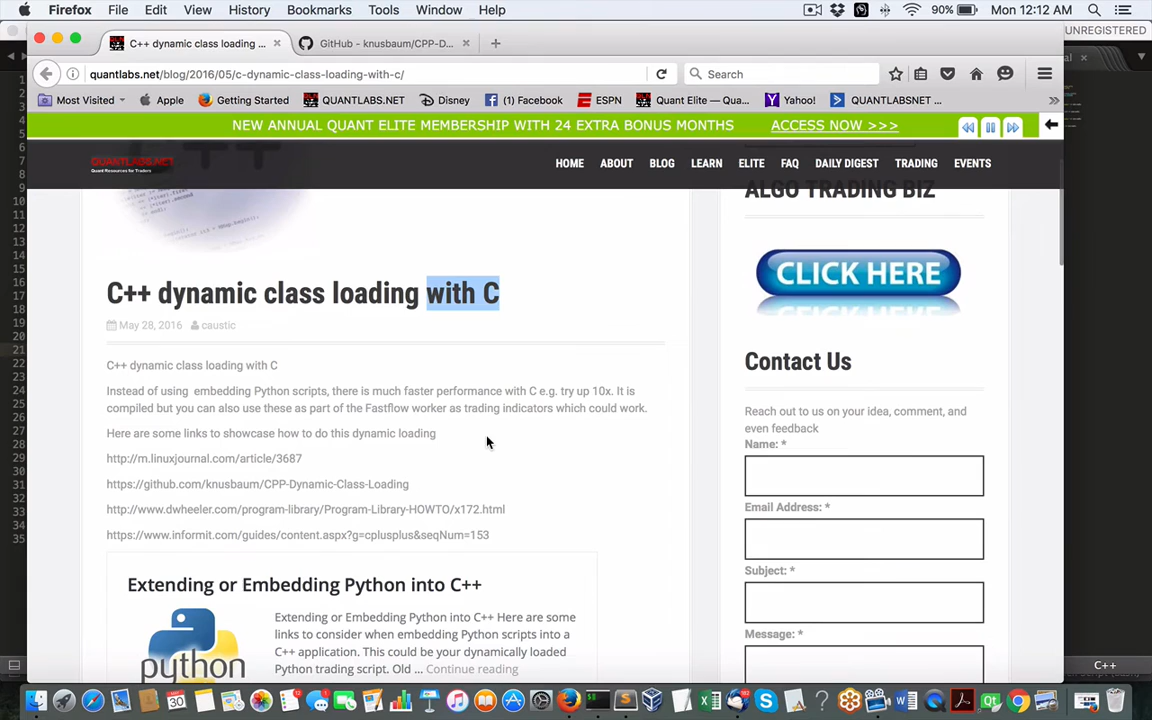 Firefox File Edit View History Bookmarks Tools Window Help 90% Mon 12:12 AM
UNREGISTERED
C++ dynamic class loading ... × GitHub - knusbaum/CPP-D... × +
quantlabs.net/blog/2016/05/c-dynamic-class-loading-with-c/ Search
Most Visited Apple Getting Started QUANTLABS.NET Disney (1) Facebook ESPN Quant Elite — Qua... Yahoo! QUANTLABSNET ... »
NEW ANNUAL QUANT ELITE MEMBERSHIP WITH 24 EXTRA BONUS MONTHS ACCESS NOW >>>
QUANTLABS.NET
Quant Resources for Traders
HOME ABOUT BLOG LEARN ELITE FAQ DAILY DIGEST TRADING EVENTS
C++ dynamic class loading with C
May 28, 2016 caustic
C++ dynamic class loading with C
Instead of using embedding Python scripts, there is much faster performance with C e.g. try up 10x. It is
compiled but you can also use these as part of the Fastflow worker as trading indicators which could work.
Here are some links to showcase how to do this dynamic loading
http://m.linuxjournal.com/article/3687
https://github.com/knusbaum/CPP-Dynamic-Class-Loading
http://www.dwheeler.com/program-library/Program-Library-HOWTO/x172.html
https://www.informit.com/guides/content.aspx?g=cplusplus&seqNum=153
Extending or Embedding Python into C++
python
Extending or Embedding Python into C++ Here are some
links to consider when embedding Python scripts into a
C++ application. This could be your dynamically loaded
Python trading script. Old ... Continue reading
ALGO TRADING BIZ
CLICK HERE
Contact Us
Reach out to us on your idea, comment, and
even feedback
Name: *
Email Address: *
Subject: *
Message: *
C++